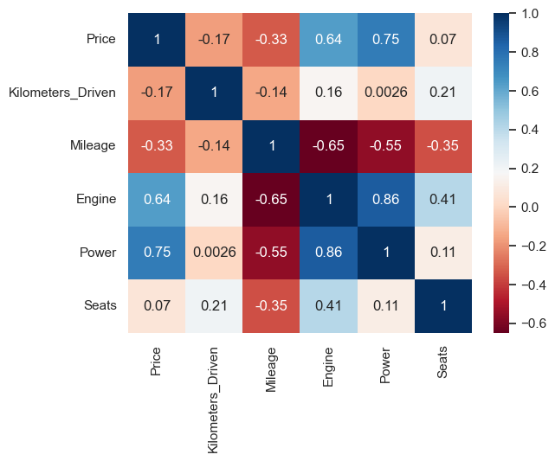 Price 1 -0.17 -0.33 0.64 0.75 0.07
Kilometers_Driven -0.17 1 -0.14 0.16 0.0026 0.21
Mileage -0.33 -0.14 1 -0.65 -0.55 -0.35
Engine 0.64 0.16 -0.65 1 0.86 0.41
Power 0.75 0.0026 -0.55 0.86 1 0.11
Seats 0.07 0.21 -0.35 0.41 0.11 1
Price Kilometers_Driven Mileage Engine Power Seats
1.0
0.8
0.6
0.4
0.2
0.0
-0.2
-0.4
-0.6